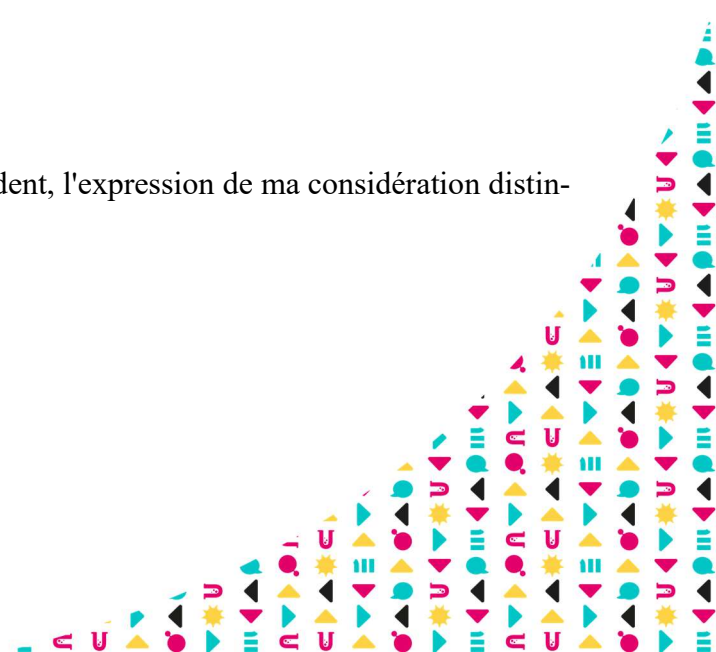 dent, l'expression de ma considération distin-